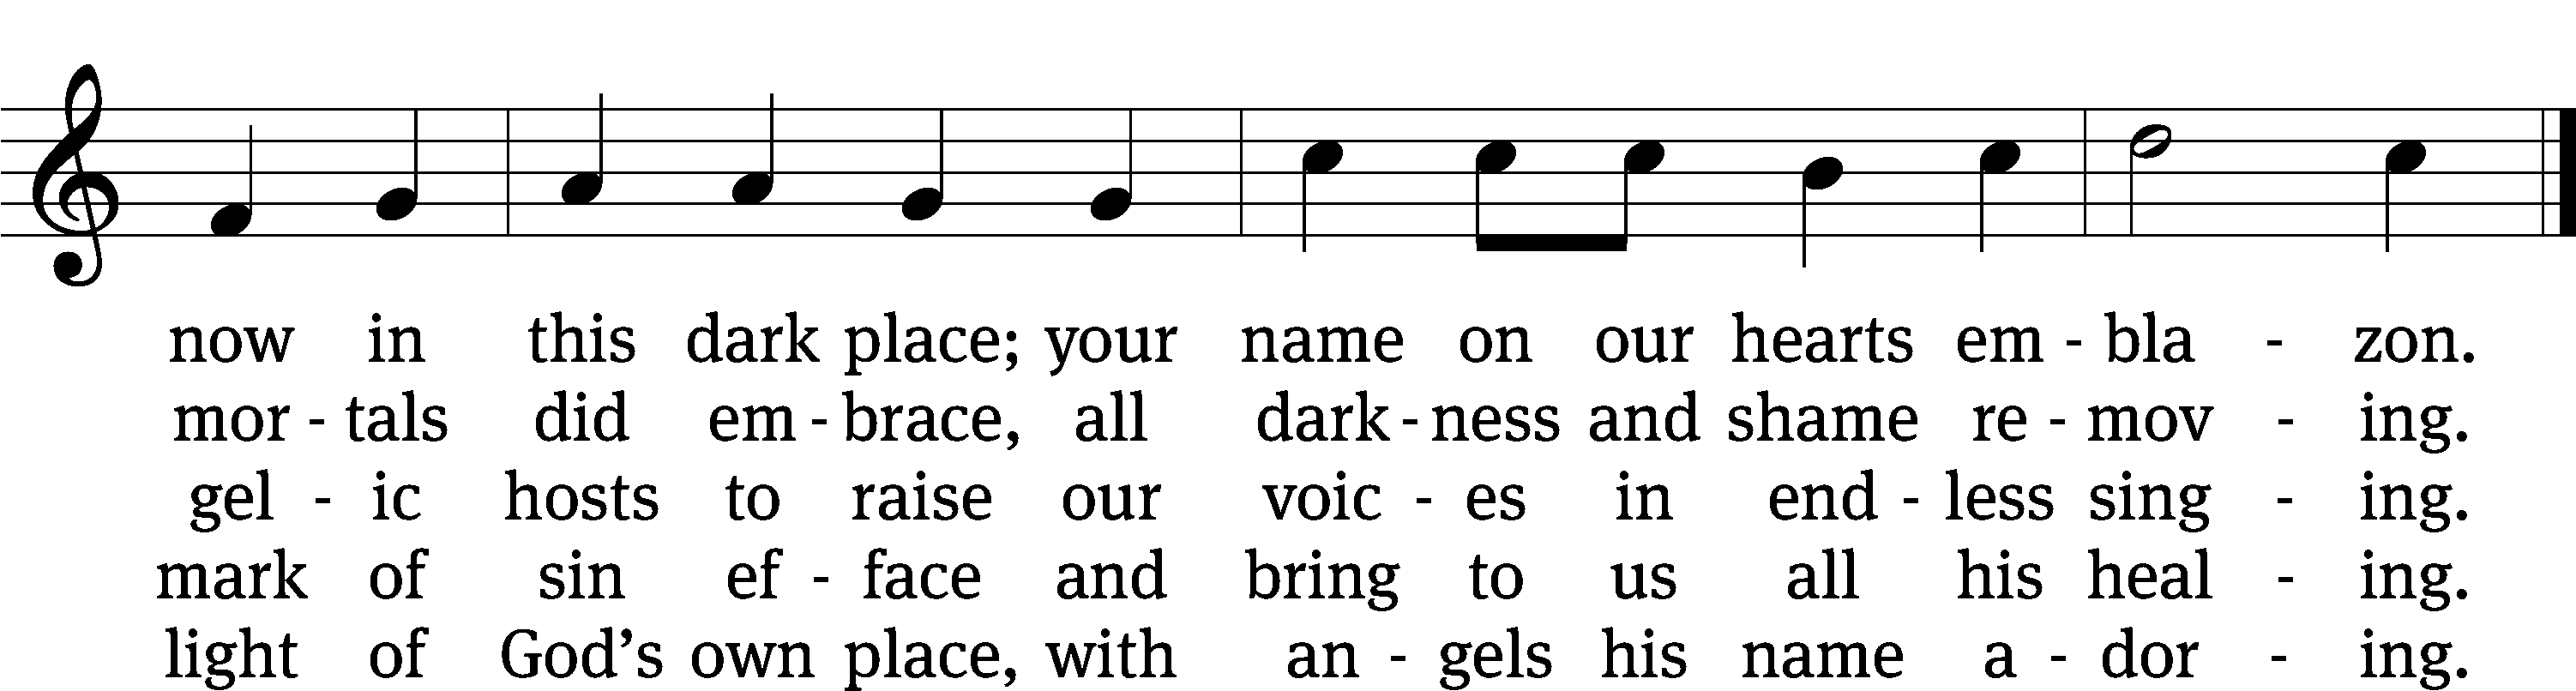 now in this dark place; your name on our hearts em - bla - zon.
mor - tals did em - brace, all dark - ness and shame re - mov - ing.
gel - ic hosts to raise our voic - es in end - less sing - ing.
mark of sin ef - face and bring to us all his heal - ing.
light of God’s own place, with an - gels his name a - dor - ing.